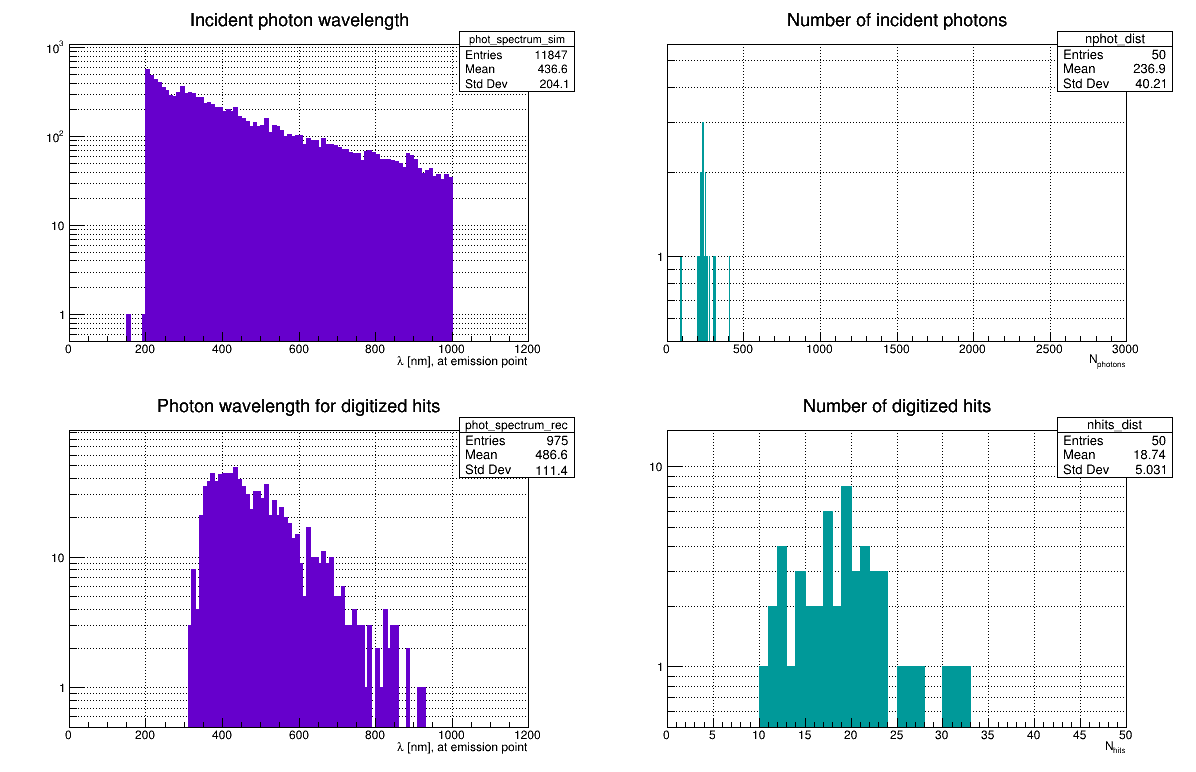 Incident photon wavelength
phot_spectrum_sim
Entries 11847
Mean 436.6
Std Dev 204.1
10³
10²
10
1
0 200 400 600 800 1000 1200
λ [nm], at emission point
Number of incident photons
nphot_dist
Entries 50
Mean 236.9
Std Dev 40.21
1
0 500 1000 1500 2000 2500 3000
Nphotons
Photon wavelength for digitized hits
phot_spectrum_rec
Entries 975
Mean 486.6
Std Dev 111.4
10
1
0 200 400 600 800 1000 1200
λ [nm], at emission point
Number of digitized hits
nhits_dist
Entries 50
Mean 18.74
Std Dev 5.031
10
1
0 5 10 15 20 25 30 35 40 45 50
Nhits